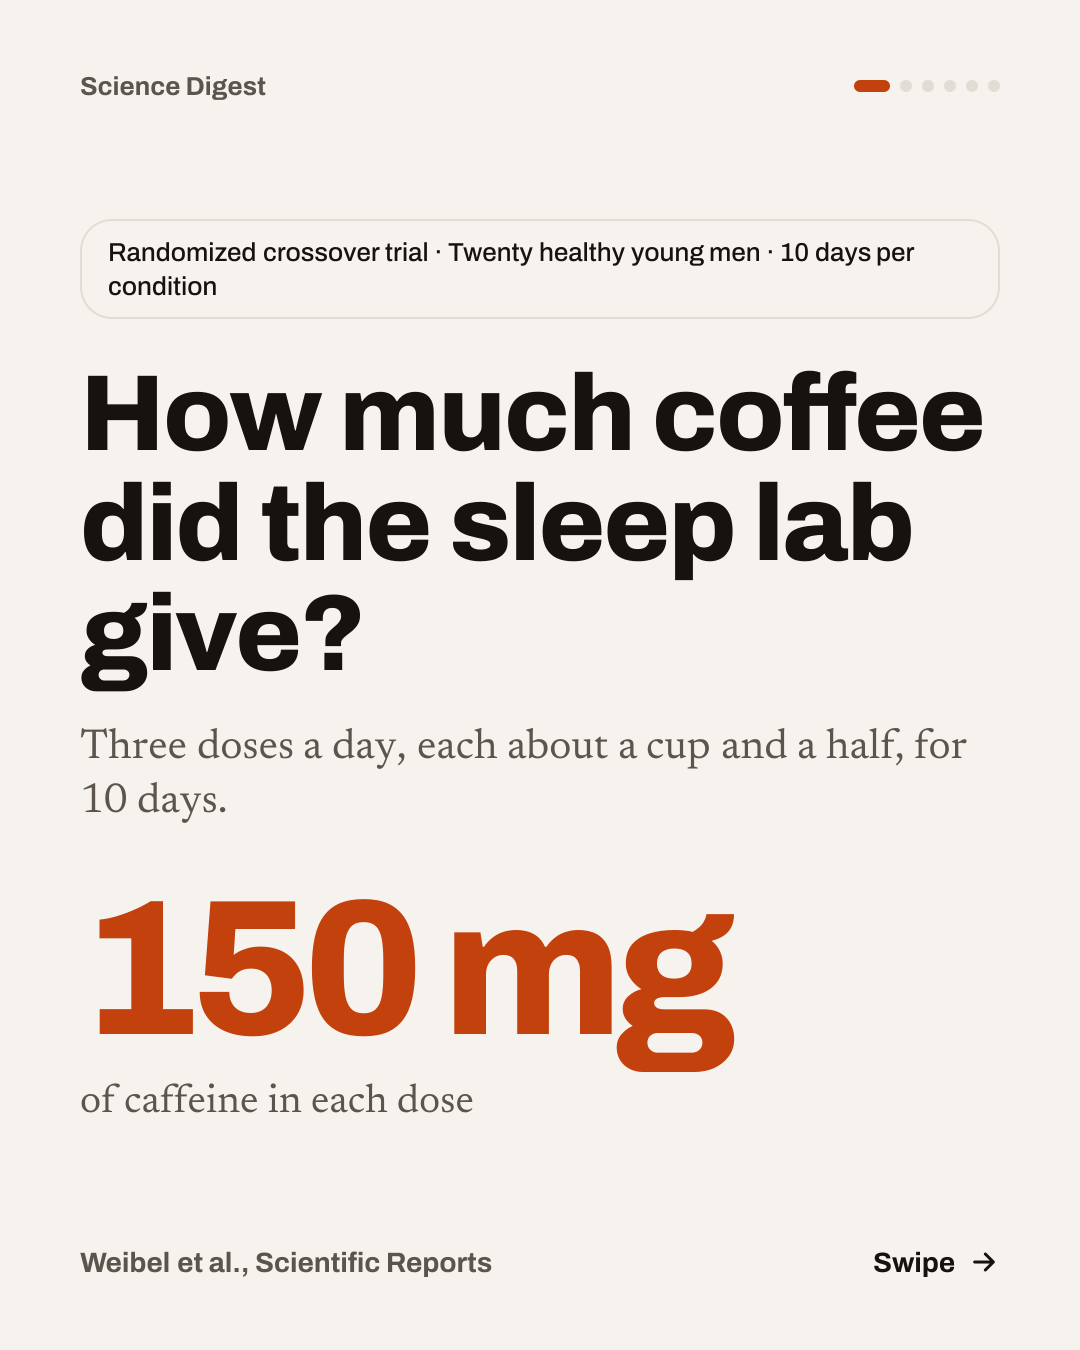 Science Digest
Randomized crossover trial · Twenty healthy young men · 10 days per
condition
How much coffee
did the sleep lab
give?
Three doses a day, each about a cup and a half, for
10 days.
150 mg
of caffeine in each dose
Weibel et al., Scientific Reports
Swipe →